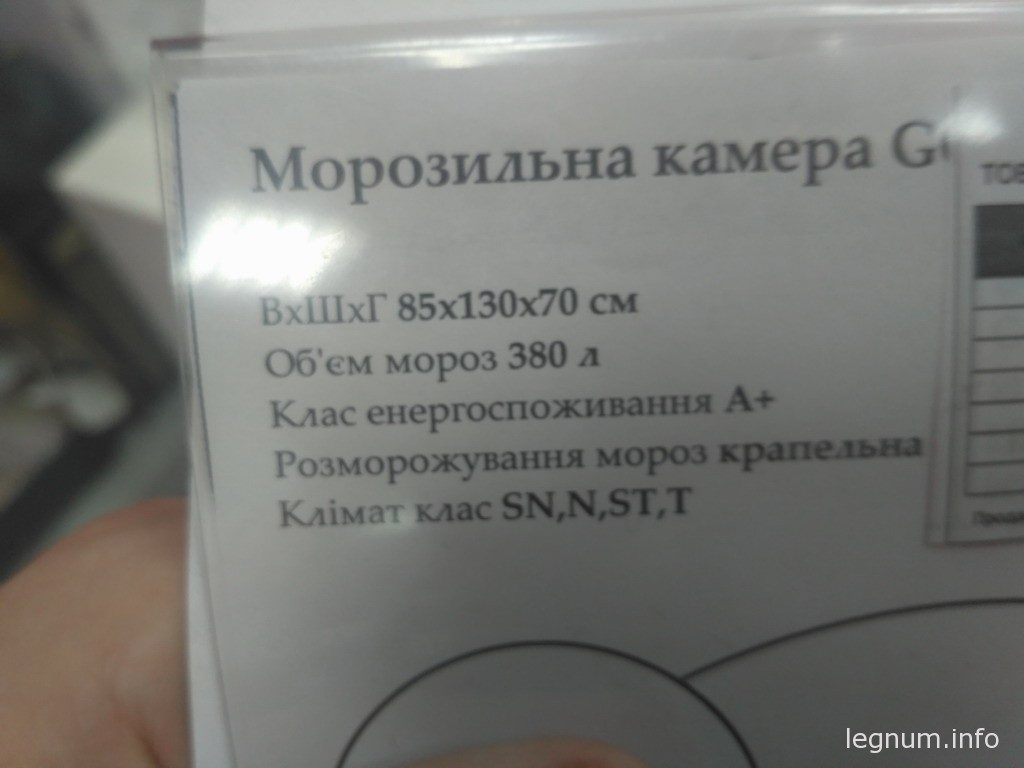 Морозильна камера G
ТОВ
ВхШхГ 85х130х70 см
Об'єм мороз 380 л
Клас енергоспоживання А+
Розморожування мороз крапельна
Клімат клас SN,N,ST,T
legnum.info